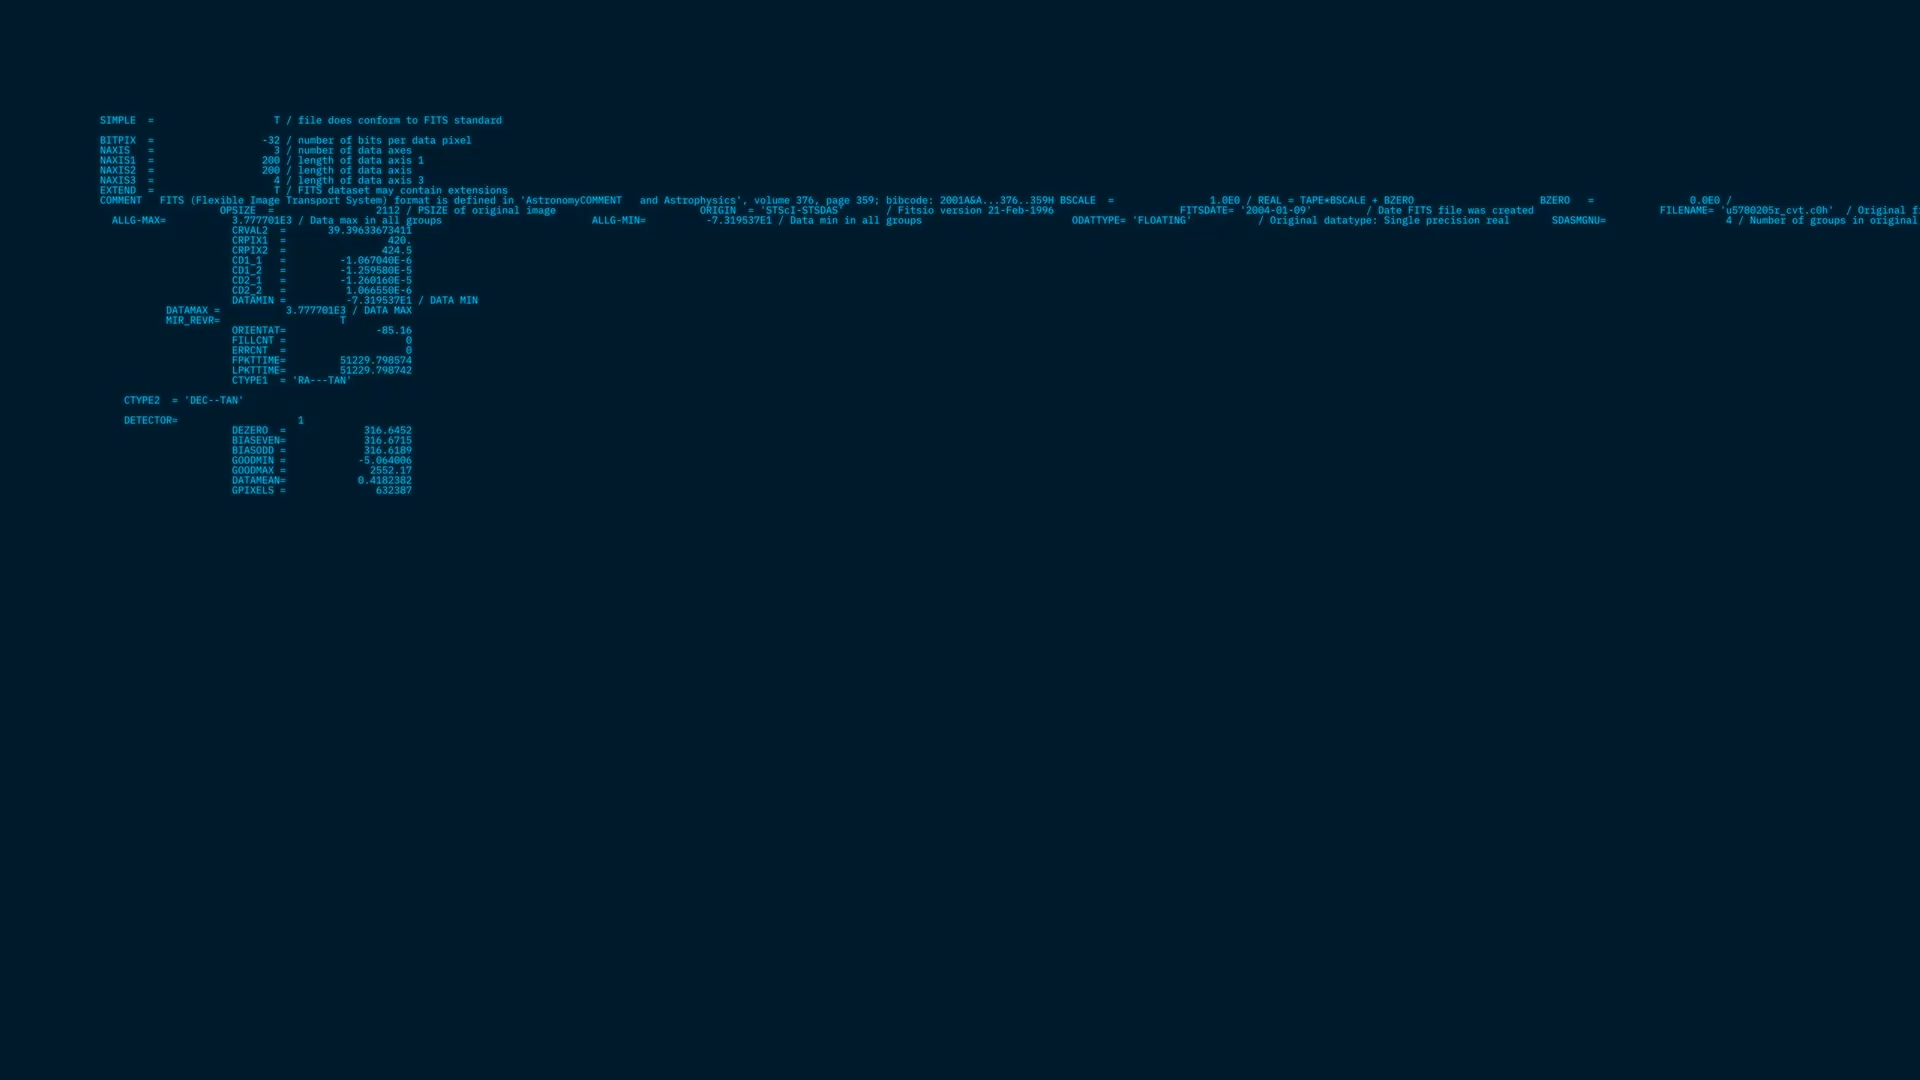 SIMPLE  =                    T / file does conform to FITS standard
BITPIX  =                  -32 / number of bits per data pixel
NAXIS   =                    3 / number of data axes
NAXIS1  =                  200 / length of data axis 1
NAXIS2  =                  200 / length of data axis
NAXIS3  =                    4 / length of data axis 3
EXTEND  =                    T / FITS dataset may contain extensions
COMMENT   FITS (Flexible Image Transport System) format is defined in 'AstronomyCOMMENT   and Astrophysics', volume 376, page 359; bibcode: 2001A&A...376..359H BSCALE  =                1.0E0 / REAL = TAPE*BSCALE + BZERO                     BZERO   =                0.0E0 /
OPSIZE  =                 2112 / PSIZE of original image                        ORIGIN  = 'STScI-STSDAS'       / Fitsio version 21-Feb-1996                     FITSDATE= '2004-01-09'         / Date FITS file was created                     FILENAME= 'u5780205r_cvt.c0h'  / Original
ALLG-MAX=           3.777701E3 / Data max in all groups                         ALLG-MIN=          -7.319537E1 / Data min in all groups                         ODATTYPE= 'FLOATING'           / Original datatype: Single precision real       SDASMGNU=                    4 / Number of groups in original
CRVAL2  =       39.39633673411
CRPIX1  =                 420.
CRPIX2  =                424.5
CD1_1   =         -1.067040E-6
CD1_2   =         -1.259580E-5
CD2_1   =         -1.260160E-5
CD2_2   =          1.066550E-6
DATAMIN =          -7.319537E1 / DATA MIN
DATAMAX =           3.777701E3 / DATA MAX
MIR_REVR=                    T
ORIENTAT=               -85.16
FILLCNT =                    0
ERRCNT  =                    0
FPKTTIME=         51229.798574
LPKTTIME=         51229.798742
CTYPE1  = 'RA---TAN'
CTYPE2  = 'DEC--TAN'
DETECTOR=                    1
DEZERO  =             316.6452
BIASEVEN=             316.6715
BIASODD =             316.6189
GOODMIN =            -5.064006
GOODMAX =              2552.17
DATAMEAN=            0.4182382
GPIXELS =               632387